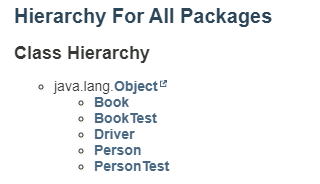 Hierarchy For All Packages
Class Hierarchy
java.lang.Object
Book
BookTest
Driver
Person
PersonTest